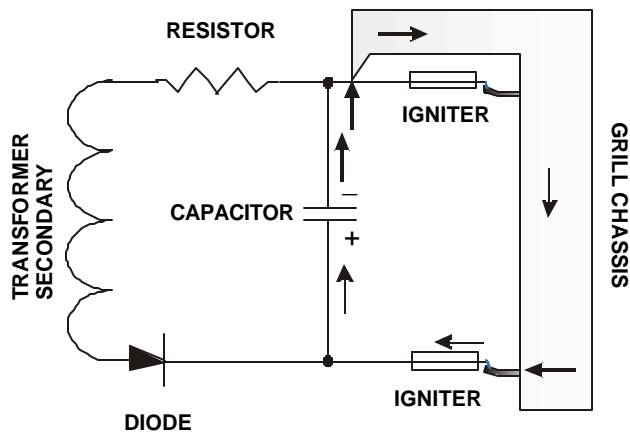 RESISTOR
IGNITER
TRANSFORMER
SECONDARY
CAPACITOR
–
+
GRILL CHASSIS
IGNITER
DIODE